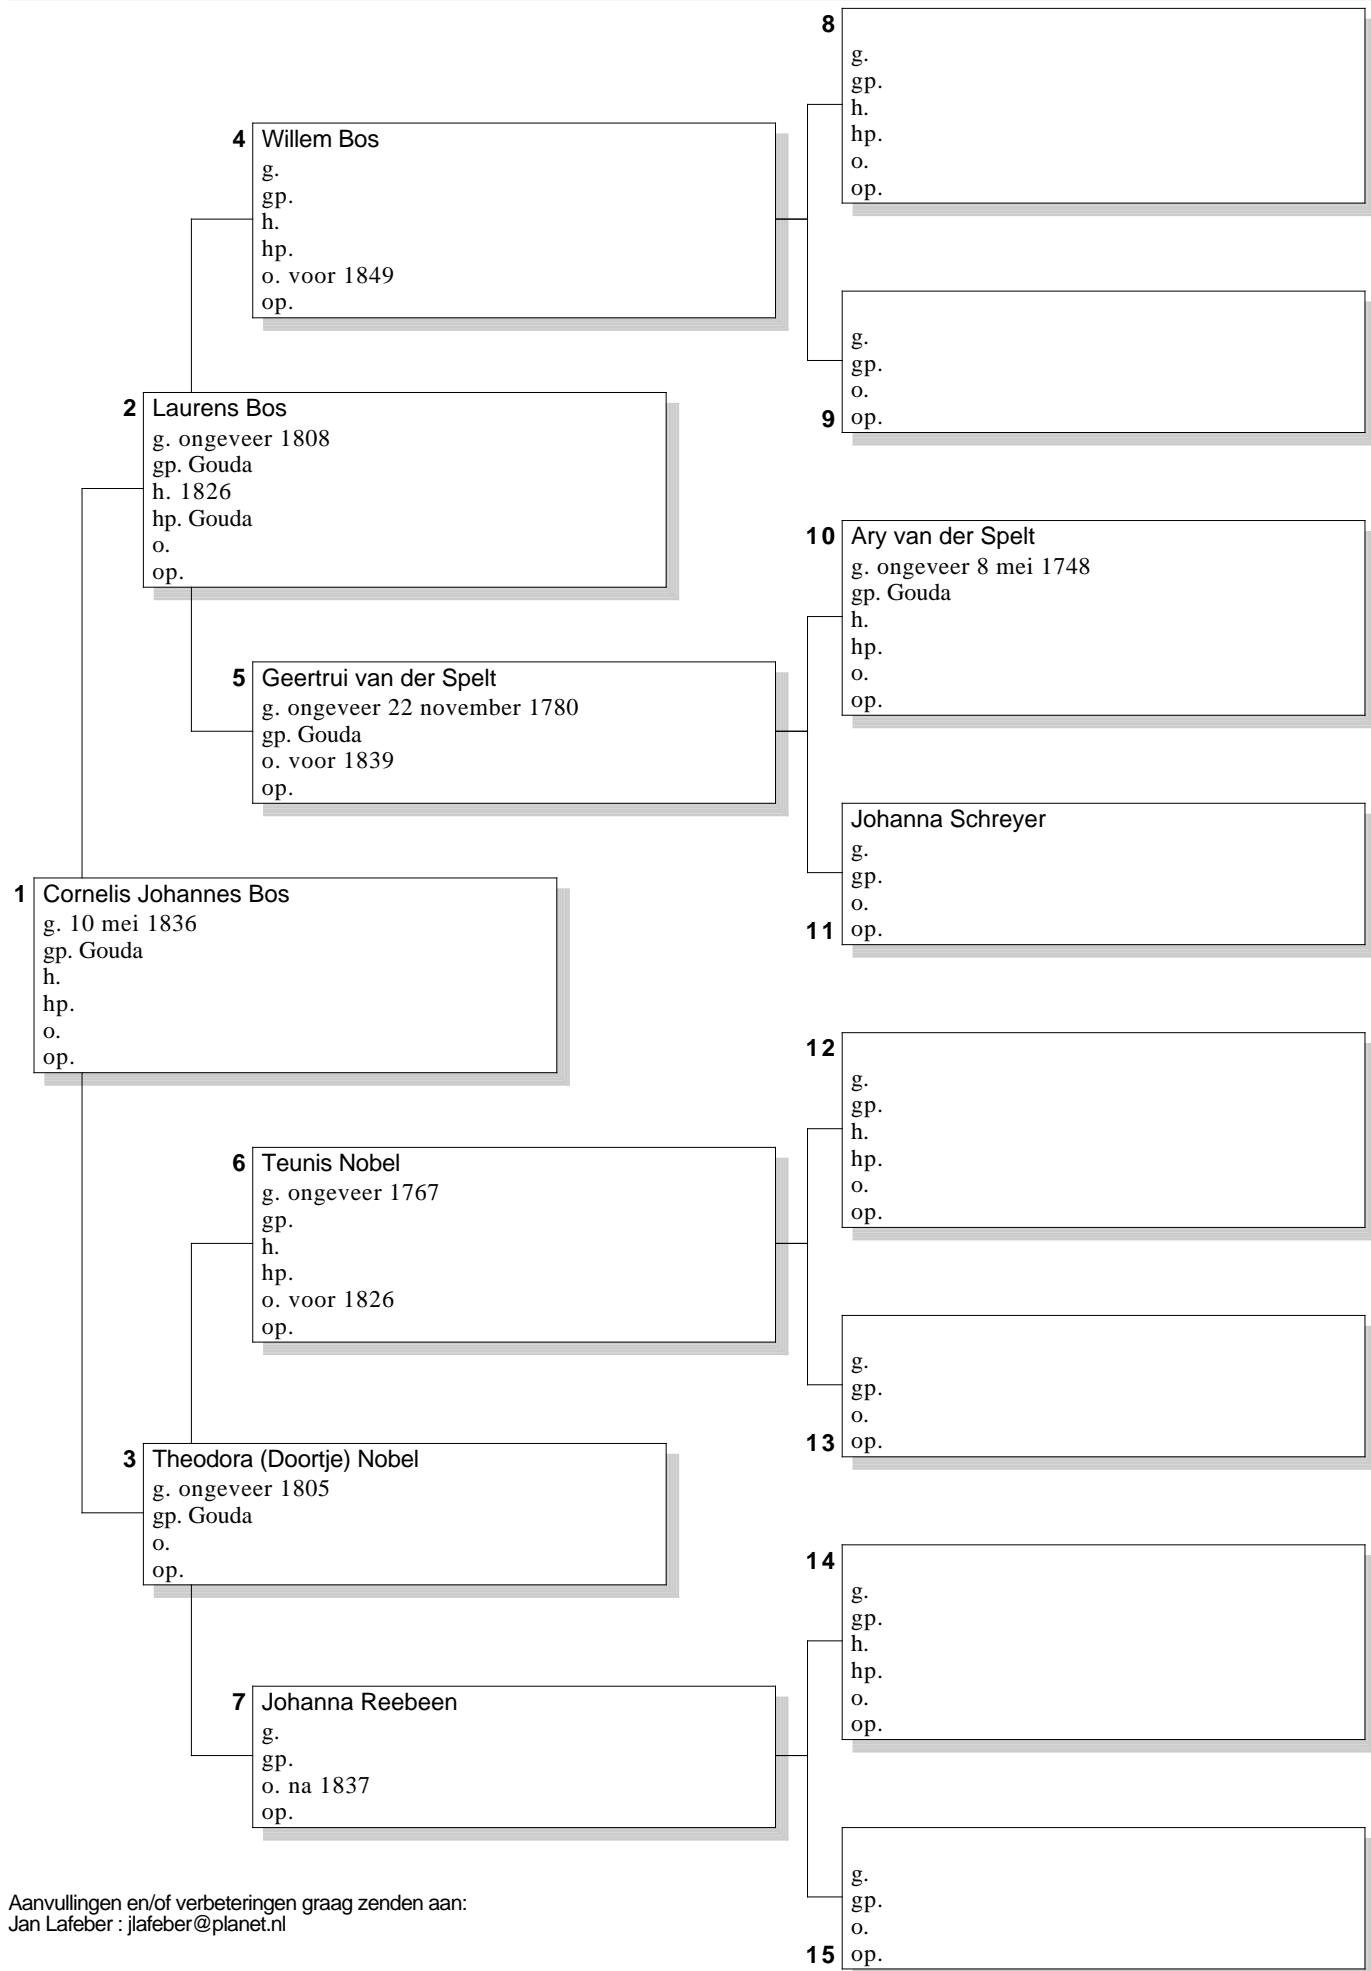 8
g.
gp.
h.
hp.
o.
op.
4 Willem Bos
g.
gp.
h.
hp.
o. voor 1849
op.
g.
gp.
o.
9 op.
2 Laurens Bos
g. ongeveer 1808
gp. Gouda
h. 1826
hp. Gouda
o.
op.
10 Ary van der Spelt
g. ongeveer 8 mei 1748
gp. Gouda
h.
hp.
o.
op.
5 Geertrui van der Spelt
g. ongeveer 22 november 1780
gp. Gouda
o. voor 1839
op.
Johanna Schreyer
g.
gp.
o.
11 op.
1 Cornelis Johannes Bos
g. 10 mei 1836
gp. Gouda
h.
hp.
o.
op.
12
g.
gp.
h.
hp.
o.
op.
6 Teunis Nobel
g. ongeveer 1767
gp.
h.
hp.
o. voor 1826
op.
g.
gp.
o.
13 op.
3 Theodora (Doortje) Nobel
g. ongeveer 1805
gp. Gouda
o.
op.
14
g.
gp.
h.
hp.
o.
op.
7 Johanna Reebeen
g.
gp.
o. na 1837
op.
g.
gp.
o.
15 op.
Aanvullingen en/of verbeteringen graag zenden aan:
Jan Lafeber : jlafeber@planet.nl